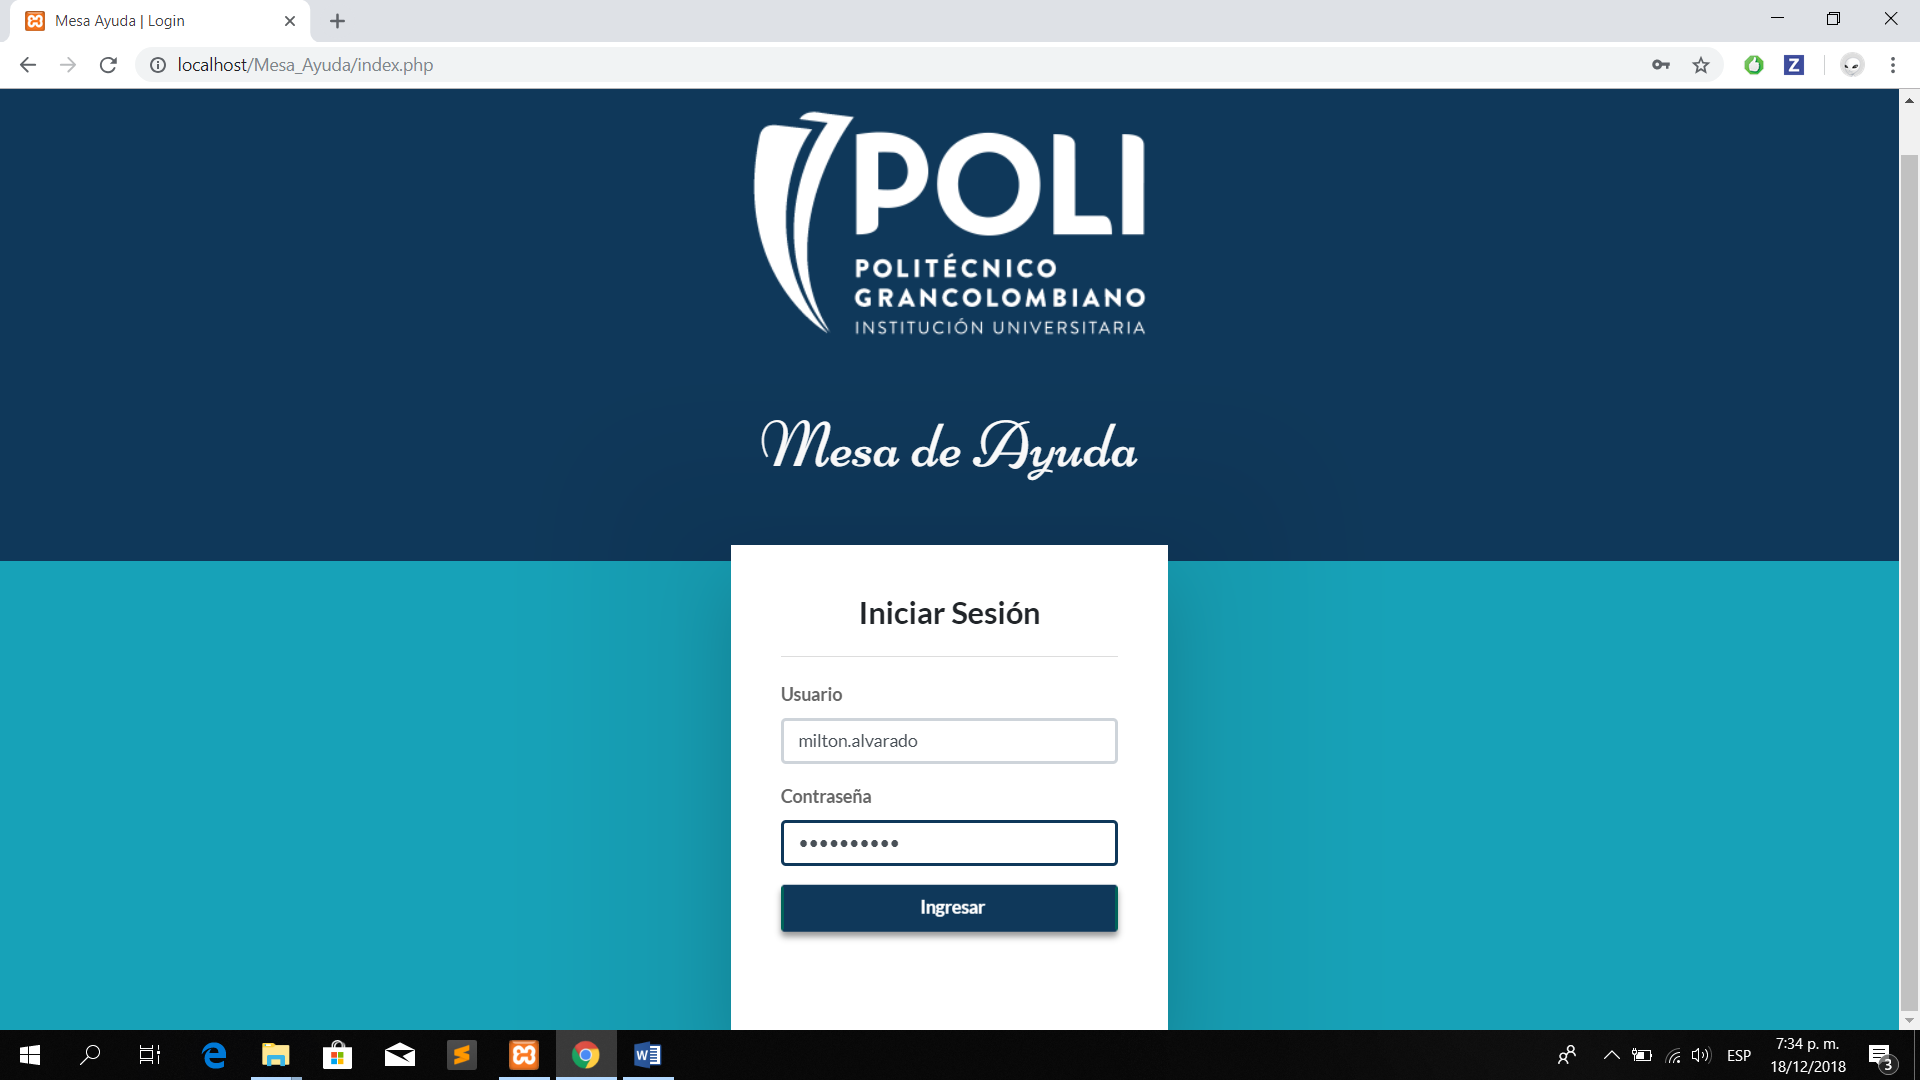 Mesa Ayuda | Login
localhost/Mesa_Ayuda/index.php
Z
POLI
POLITÉCNICO
GRANCOLOMBIANO
INSTITUCIÓN UNIVERSITARIA
Mesa de Ayuda
Iniciar Sesión
Usuario
milton.alvarado
Contraseña
••••••••••
Ingresar
ESP
7:34 p. m.
18/12/2018
3